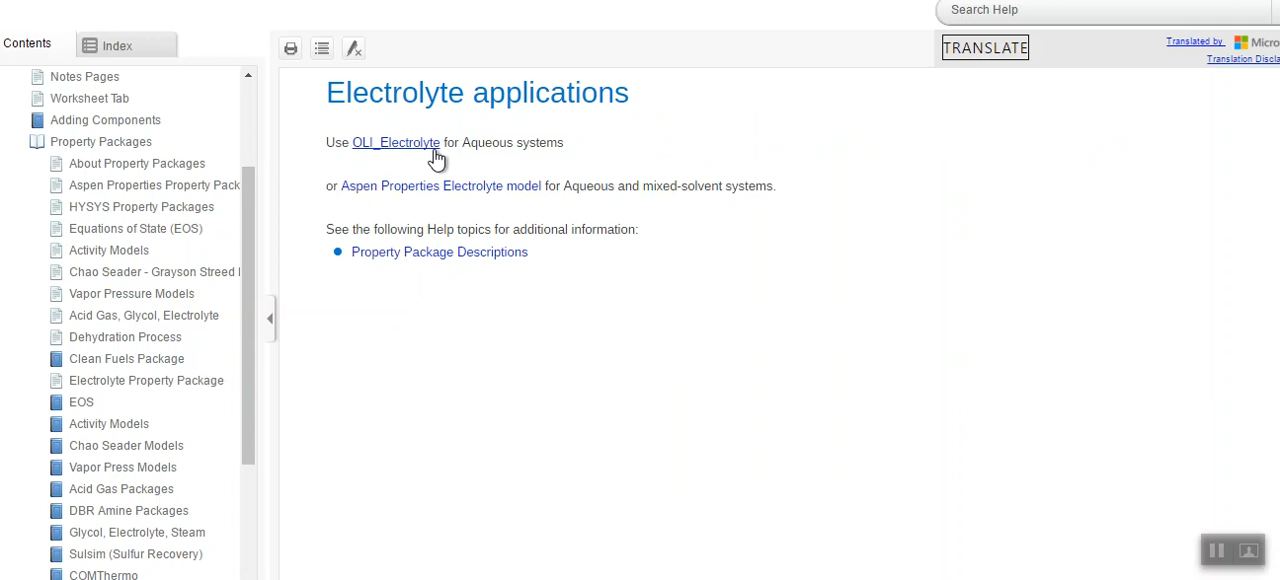 Search Help
Contents
Index
TRANSLATE
Translated by
Translation
Notes Pages
Worksheet Tab
Adding Components
Property Packages
About Property Packages
Aspen Properties Property Pack
HYSYS Property Packages
Equations of State (EOS)
Activity Models
Chao Seader - Grayson Streed
Vapor Pressure Models
Acid Gas, Glycol, Electrolyte
Dehydration Process
Clean Fuels Package
Electrolyte Property Package
EOS
Activity Models
Chao Seader Models
Vapor Press Models
Acid Gas Packages
DBR Amine Packages
Glycol, Electrolyte, Steam
Sulsim (Sulfur Recovery)
COMThermo
Electrolyte applications
Use OLI_Electrolyte for Aqueous systems
or Aspen Properties Electrolyte model for Aqueous and mixed-solvent systems.
See the following Help topics for additional information:
Property Package Descriptions